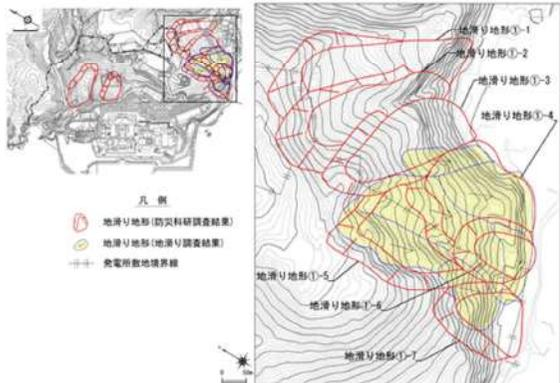 地滑り地形①-1
地滑り地形①-2
地滑り地形①-3
地滑り地形①-4
地滑り地形①-5
地滑り地形①-6
地滑り地形①-7
凡 例
地滑り地形(防災科研調査結果)
地滑り地形(地滑り調査結果)
発電所敷地境界線
0 50m